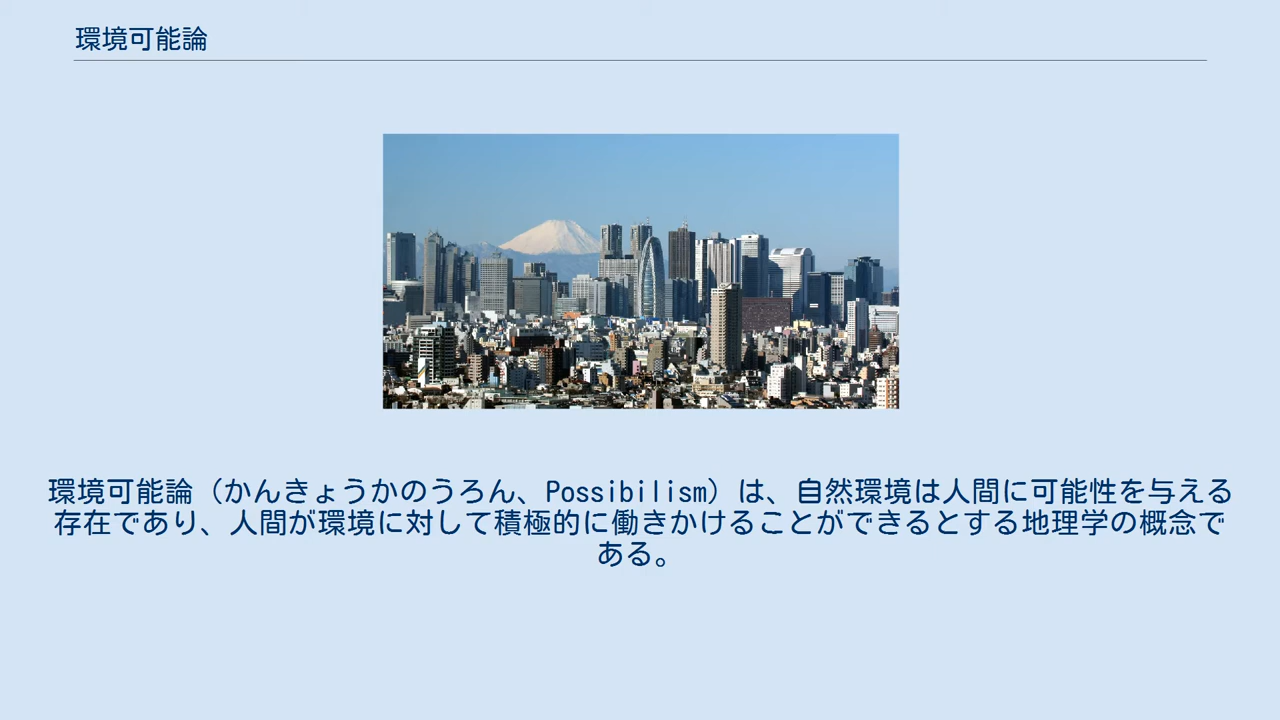 環境可能論
環境可能論（かんきょうかのうろん、Possibilism）は、自然環境は人間に可能性を与える
存在であり、人間が環境に対して積極的に働きかけることができるとする地理学の概念で
ある。